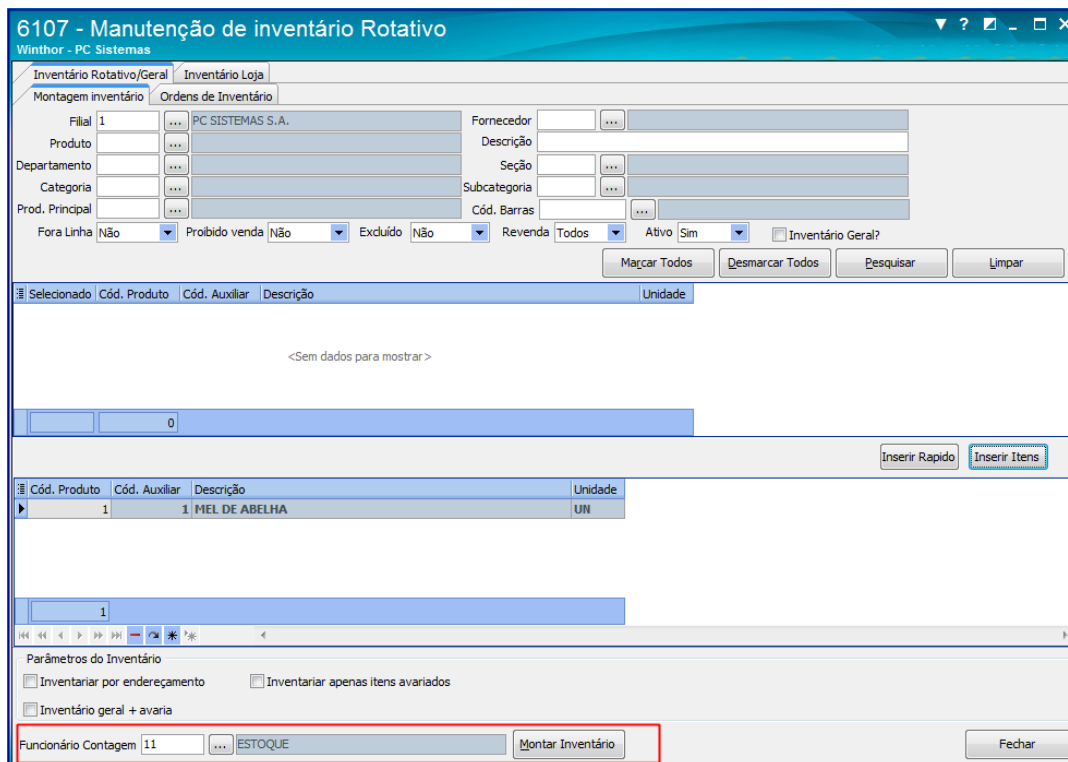 6107 - Manutenção de inventário Rotativo
Winthor - PC Sistemas
Inventário Rotativo/Geral Inventário Loja
Montagem inventário Ordens de Inventário
Filial 1 ... PC SISTEMAS S.A. Fornecedor ...
Produto ... Descrição
Departamento ... Seção ...
Categoria ... Subcategoria ...
Prod. Principal ... Cód. Barras ...
Fora Linha Não Proibido venda Não Excluído Não Revenda Todos Ativo Sim Inventário Geral?
Marcar Todos Desmarcar Todos Pesquisar Limpar
Selecionado Cód. Produto Cód. Auxiliar Descrição Unidade
<Sem dados para mostrar>
0
Inserir Rapido Inserir Itens
Cód. Produto Cód. Auxiliar Descrição Unidade
1 1 MEL DE ABELHA UN
1
Parâmetros do Inventário
Inventariar por endereçamento Inventariar apenas itens avariados
Inventário geral + avaria
Funcionário Contagem 11 ... ESTOQUE Montar Inventário Fechar